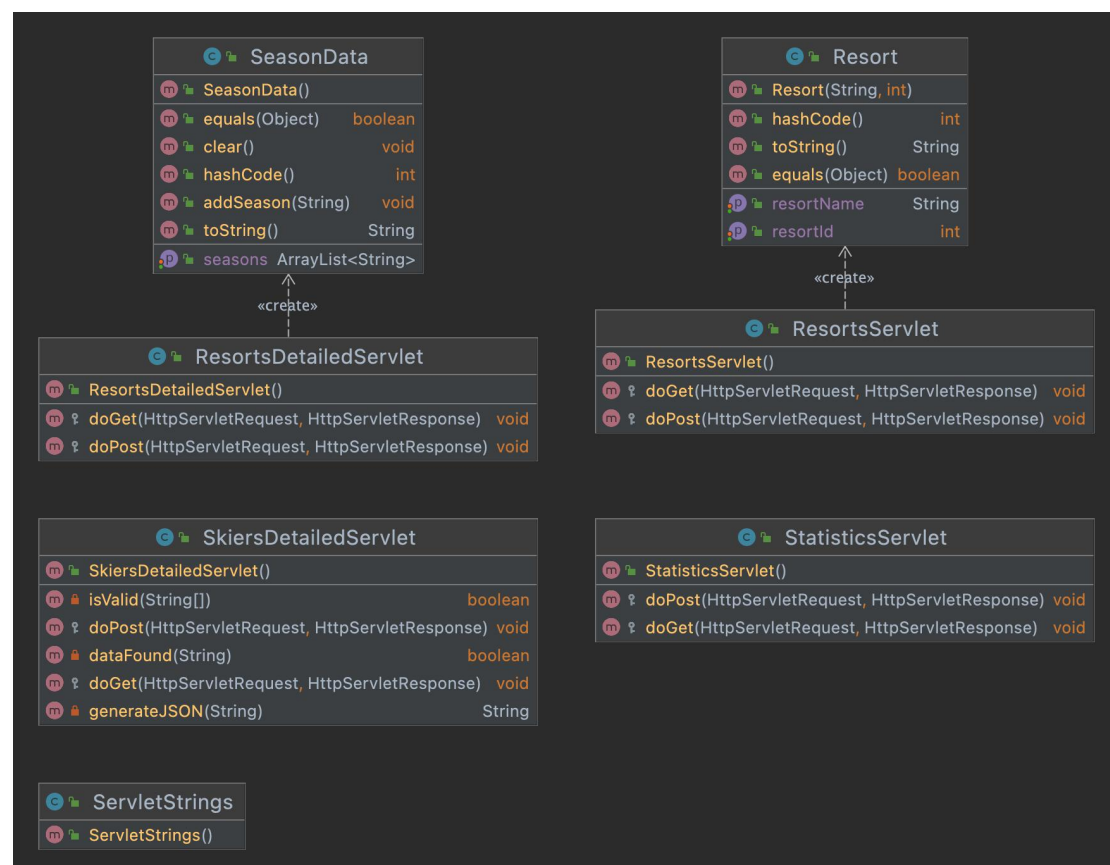 SeasonData
SeasonData()
equals(Object) boolean
clear() void
hashCode() int
addSeason(String) void
toString() String
seasons ArrayList<String>
«create»
ResortsDetailedServlet
ResortsDetailedServlet()
doGet(HttpServletRequest, HttpServletResponse) void
doPost(HttpServletRequest, HttpServletResponse) void
Resort
Resort(String, int)
hashCode() int
toString() String
equals(Object) boolean
resortName String
resortId int
«create»
ResortsServlet
ResortsServlet()
doGet(HttpServletRequest, HttpServletResponse) void
doPost(HttpServletRequest, HttpServletResponse) void
SkiersDetailedServlet
SkiersDetailedServlet()
isValid(String[]) boolean
doPost(HttpServletRequest, HttpServletResponse) void
dataFound(String) boolean
doGet(HttpServletRequest, HttpServletResponse) void
generateJSON(String) String
StatisticsServlet
StatisticsServlet()
doPost(HttpServletRequest, HttpServletResponse) void
doGet(HttpServletRequest, HttpServletResponse) void
ServletStrings
ServletStrings()